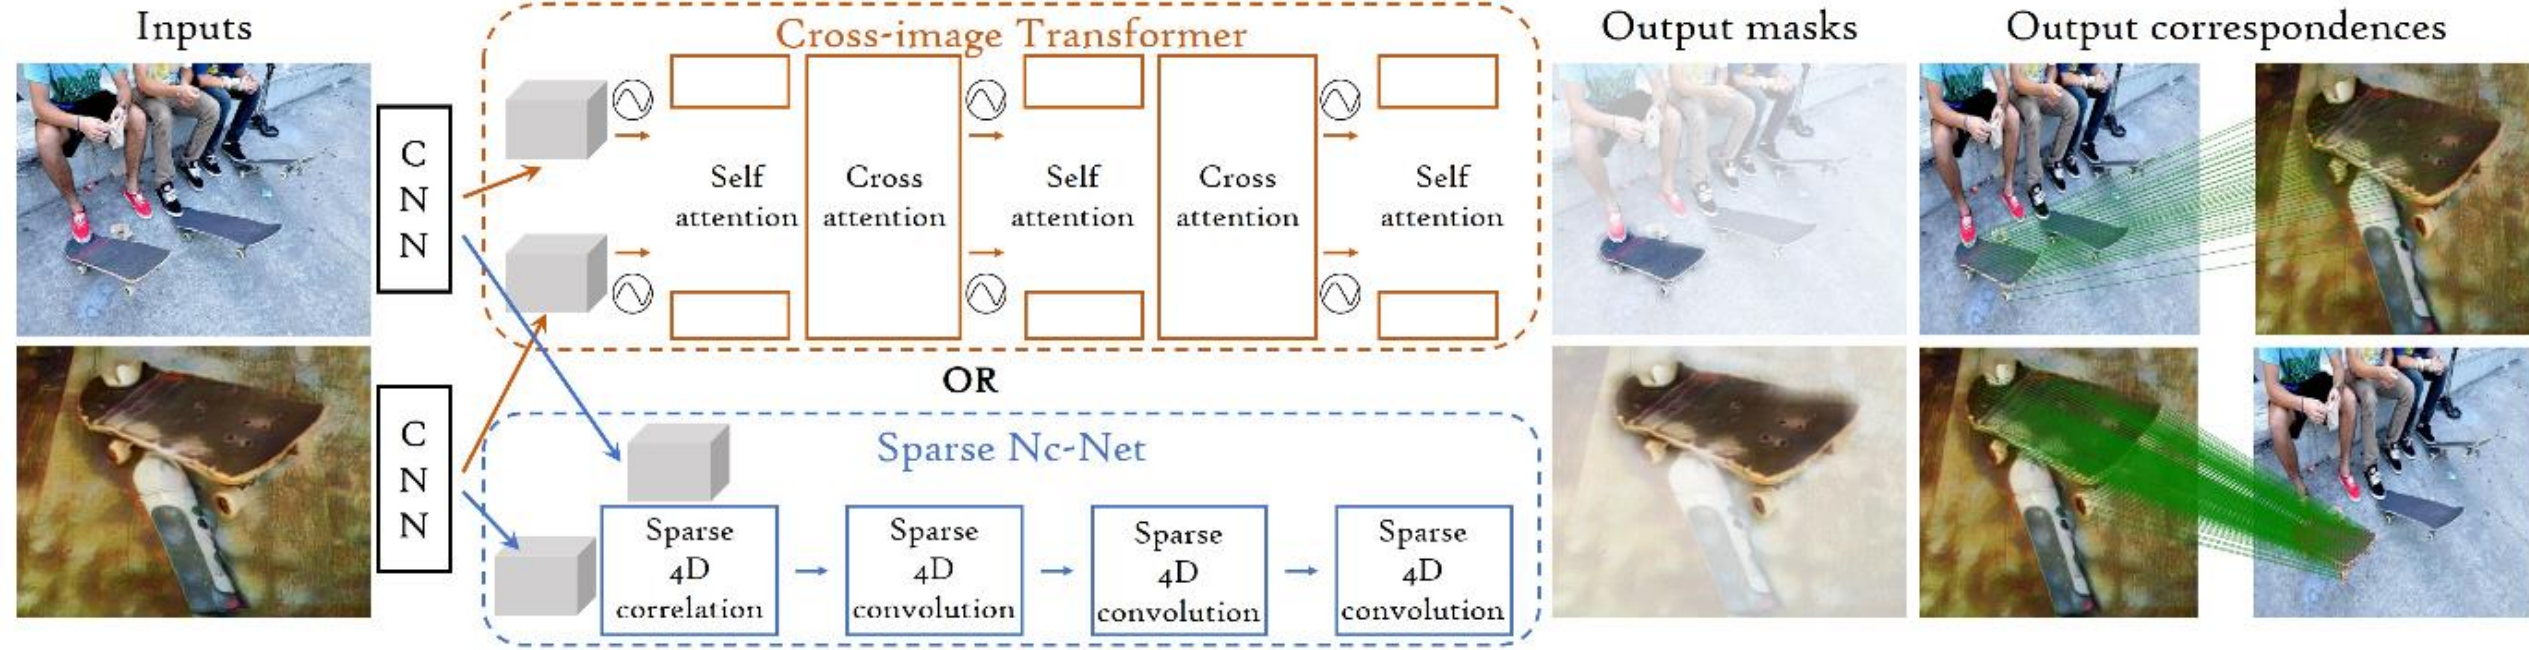 Inputs
Cross-image Transformer
Output masks
Output correspondences
C
N
N
Self
attention
Cross
attention
Self
attention
Cross
attention
Self
attention
OR
C
N
N
Sparse Nc-Net
Sparse
4D
correlation
Sparse
4D
convolution
Sparse
4D
convolution
Sparse
4D
convolution